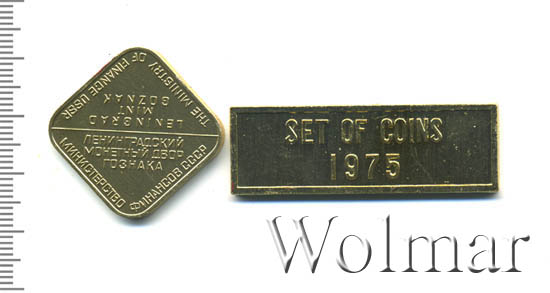 THE MINISTRY OF FINANCE USSR
LENINGRAD
MINT
GOZNAK
ЛЕНИНГРАДСКИЙ
МОНЕТНЫЙ ДВОР
ГОЗНАКА
МИНИСТЕРСТВО ФИНАНСОВ СССР
SET OF COINS
1975
Wolmar